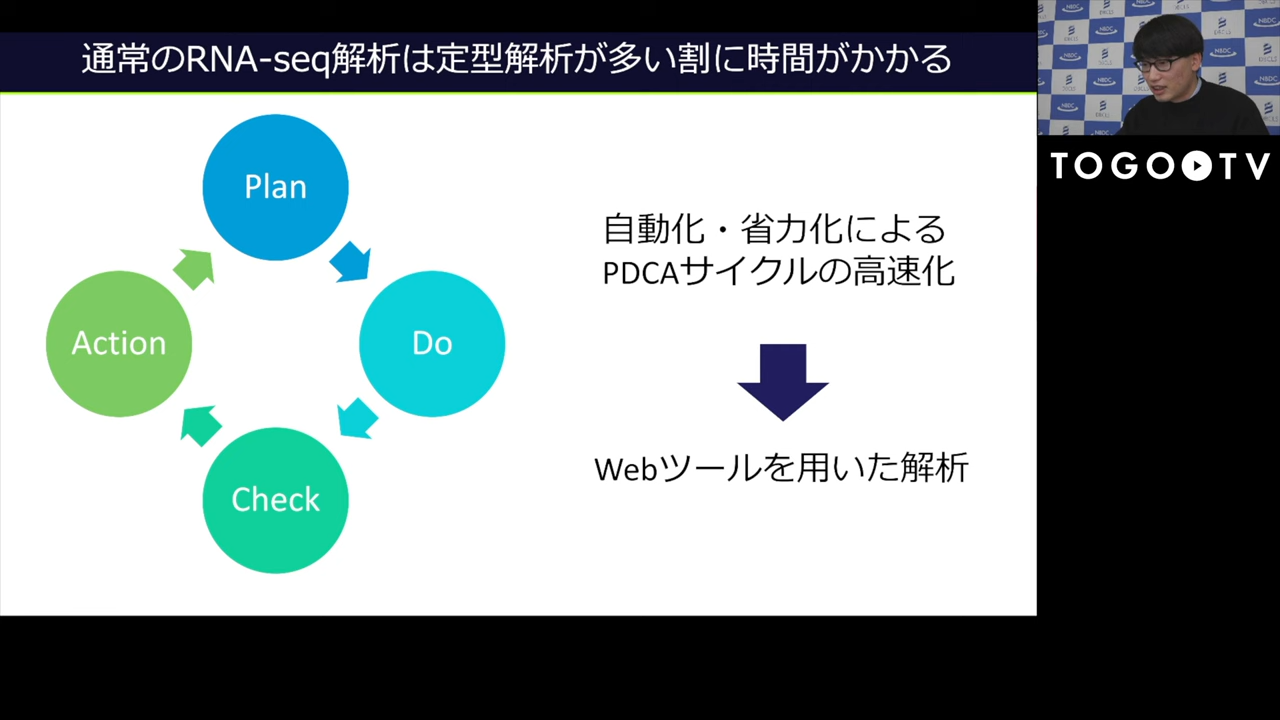 通常のRNA-seq解析は定型解析が多い割に時間がかかる
Plan
Do
Check
Action
自動化・省力化による
PDCAサイクルの高速化
Webツールを用いた解析
TOGO TV
NBDC
DBCLS